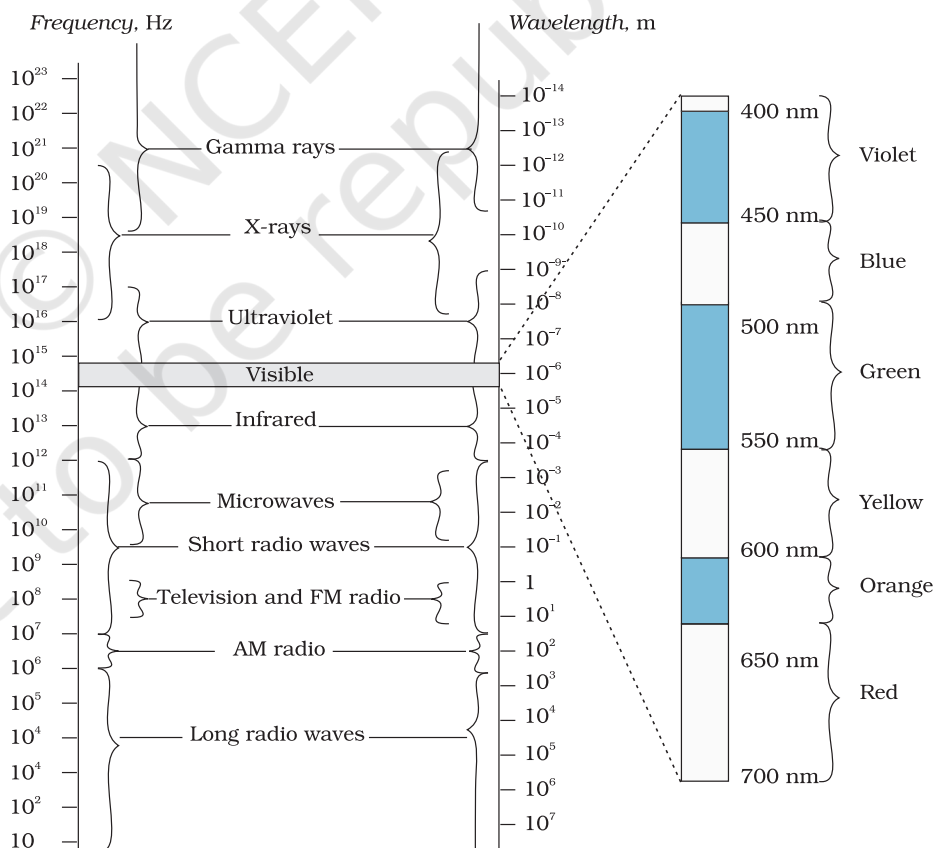 Frequency, Hz
Wavelength, m
10²³
10²²
10²¹
10²⁰
10¹⁹
10¹⁸
10¹⁷
10¹⁶
10¹⁵
10¹⁴
10¹³
10¹²
10¹¹
10¹⁰
10⁹
10⁸
10⁷
10⁶
10⁵
10⁴
10⁴
10²
10
Gamma rays
X-rays
Ultraviolet
Visible
Infrared
Microwaves
Short radio waves
Television and FM radio
AM radio
Long radio waves
10⁻¹⁴
10⁻¹³
10⁻¹²
10⁻¹¹
10⁻¹⁰
10⁻⁹
10⁻⁸
10⁻⁷
10⁻⁶
10⁻⁵
10⁻⁴
10⁻³
10⁻²
10⁻¹
1
10¹
10²
10³
10⁴
10⁵
10⁶
10⁷
400 nm
450 nm
500 nm
550 nm
600 nm
650 nm
700 nm
Violet
Blue
Green
Yellow
Orange
Red
© NCE
to be repub